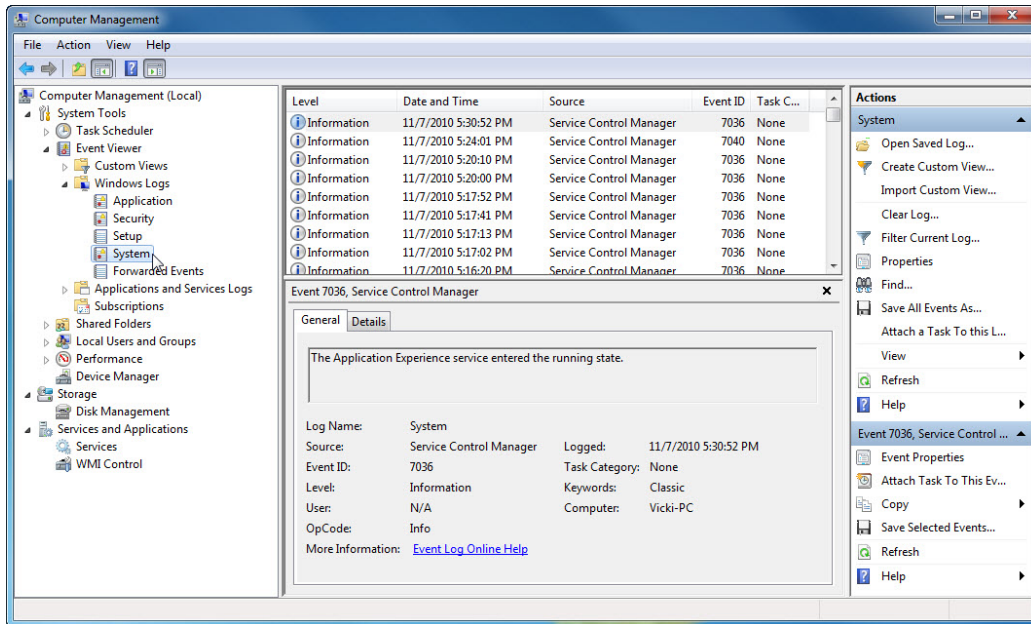 Computer Management
File Action View Help
Computer Management (Local)
System Tools
Task Scheduler
Event Viewer
Custom Views
Windows Logs
Application
Security
Setup
System
Forwarded Events
Applications and Services Logs
Subscriptions
Shared Folders
Local Users and Groups
Performance
Device Manager
Storage
Disk Management
Services and Applications
Services
WMI Control
Level Date and Time Source Event ID Task C...
Information 11/7/2010 5:30:52 PM Service Control Manager 7036 None
Information 11/7/2010 5:24:01 PM Service Control Manager 7040 None
Information 11/7/2010 5:20:10 PM Service Control Manager 7036 None
Information 11/7/2010 5:20:00 PM Service Control Manager 7036 None
Information 11/7/2010 5:17:52 PM Service Control Manager 7036 None
Information 11/7/2010 5:17:41 PM Service Control Manager 7036 None
Information 11/7/2010 5:17:13 PM Service Control Manager 7036 None
Information 11/7/2010 5:17:02 PM Service Control Manager 7036 None
Information 11/7/2010 5:16:20 PM Service Control Manager 7036 None
Event 7036, Service Control Manager
General Details
The Application Experience service entered the running state.
Log Name: System
Source: Service Control Manager Logged: 11/7/2010 5:30:52 PM
Event ID: 7036 Task Category: None
Level: Information Keywords: Classic
User: N/A Computer: Vicki-PC
OpCode: Info
More Information: Event Log Online Help
Actions
System
Open Saved Log...
Create Custom View...
Import Custom View...
Clear Log...
Filter Current Log...
Properties
Find...
Save All Events As...
Attach a Task To this L...
View
Refresh
Help
Event 7036, Service Control ...
Event Properties
Attach Task To This Ev...
Copy
Save Selected Events...
Refresh
Help